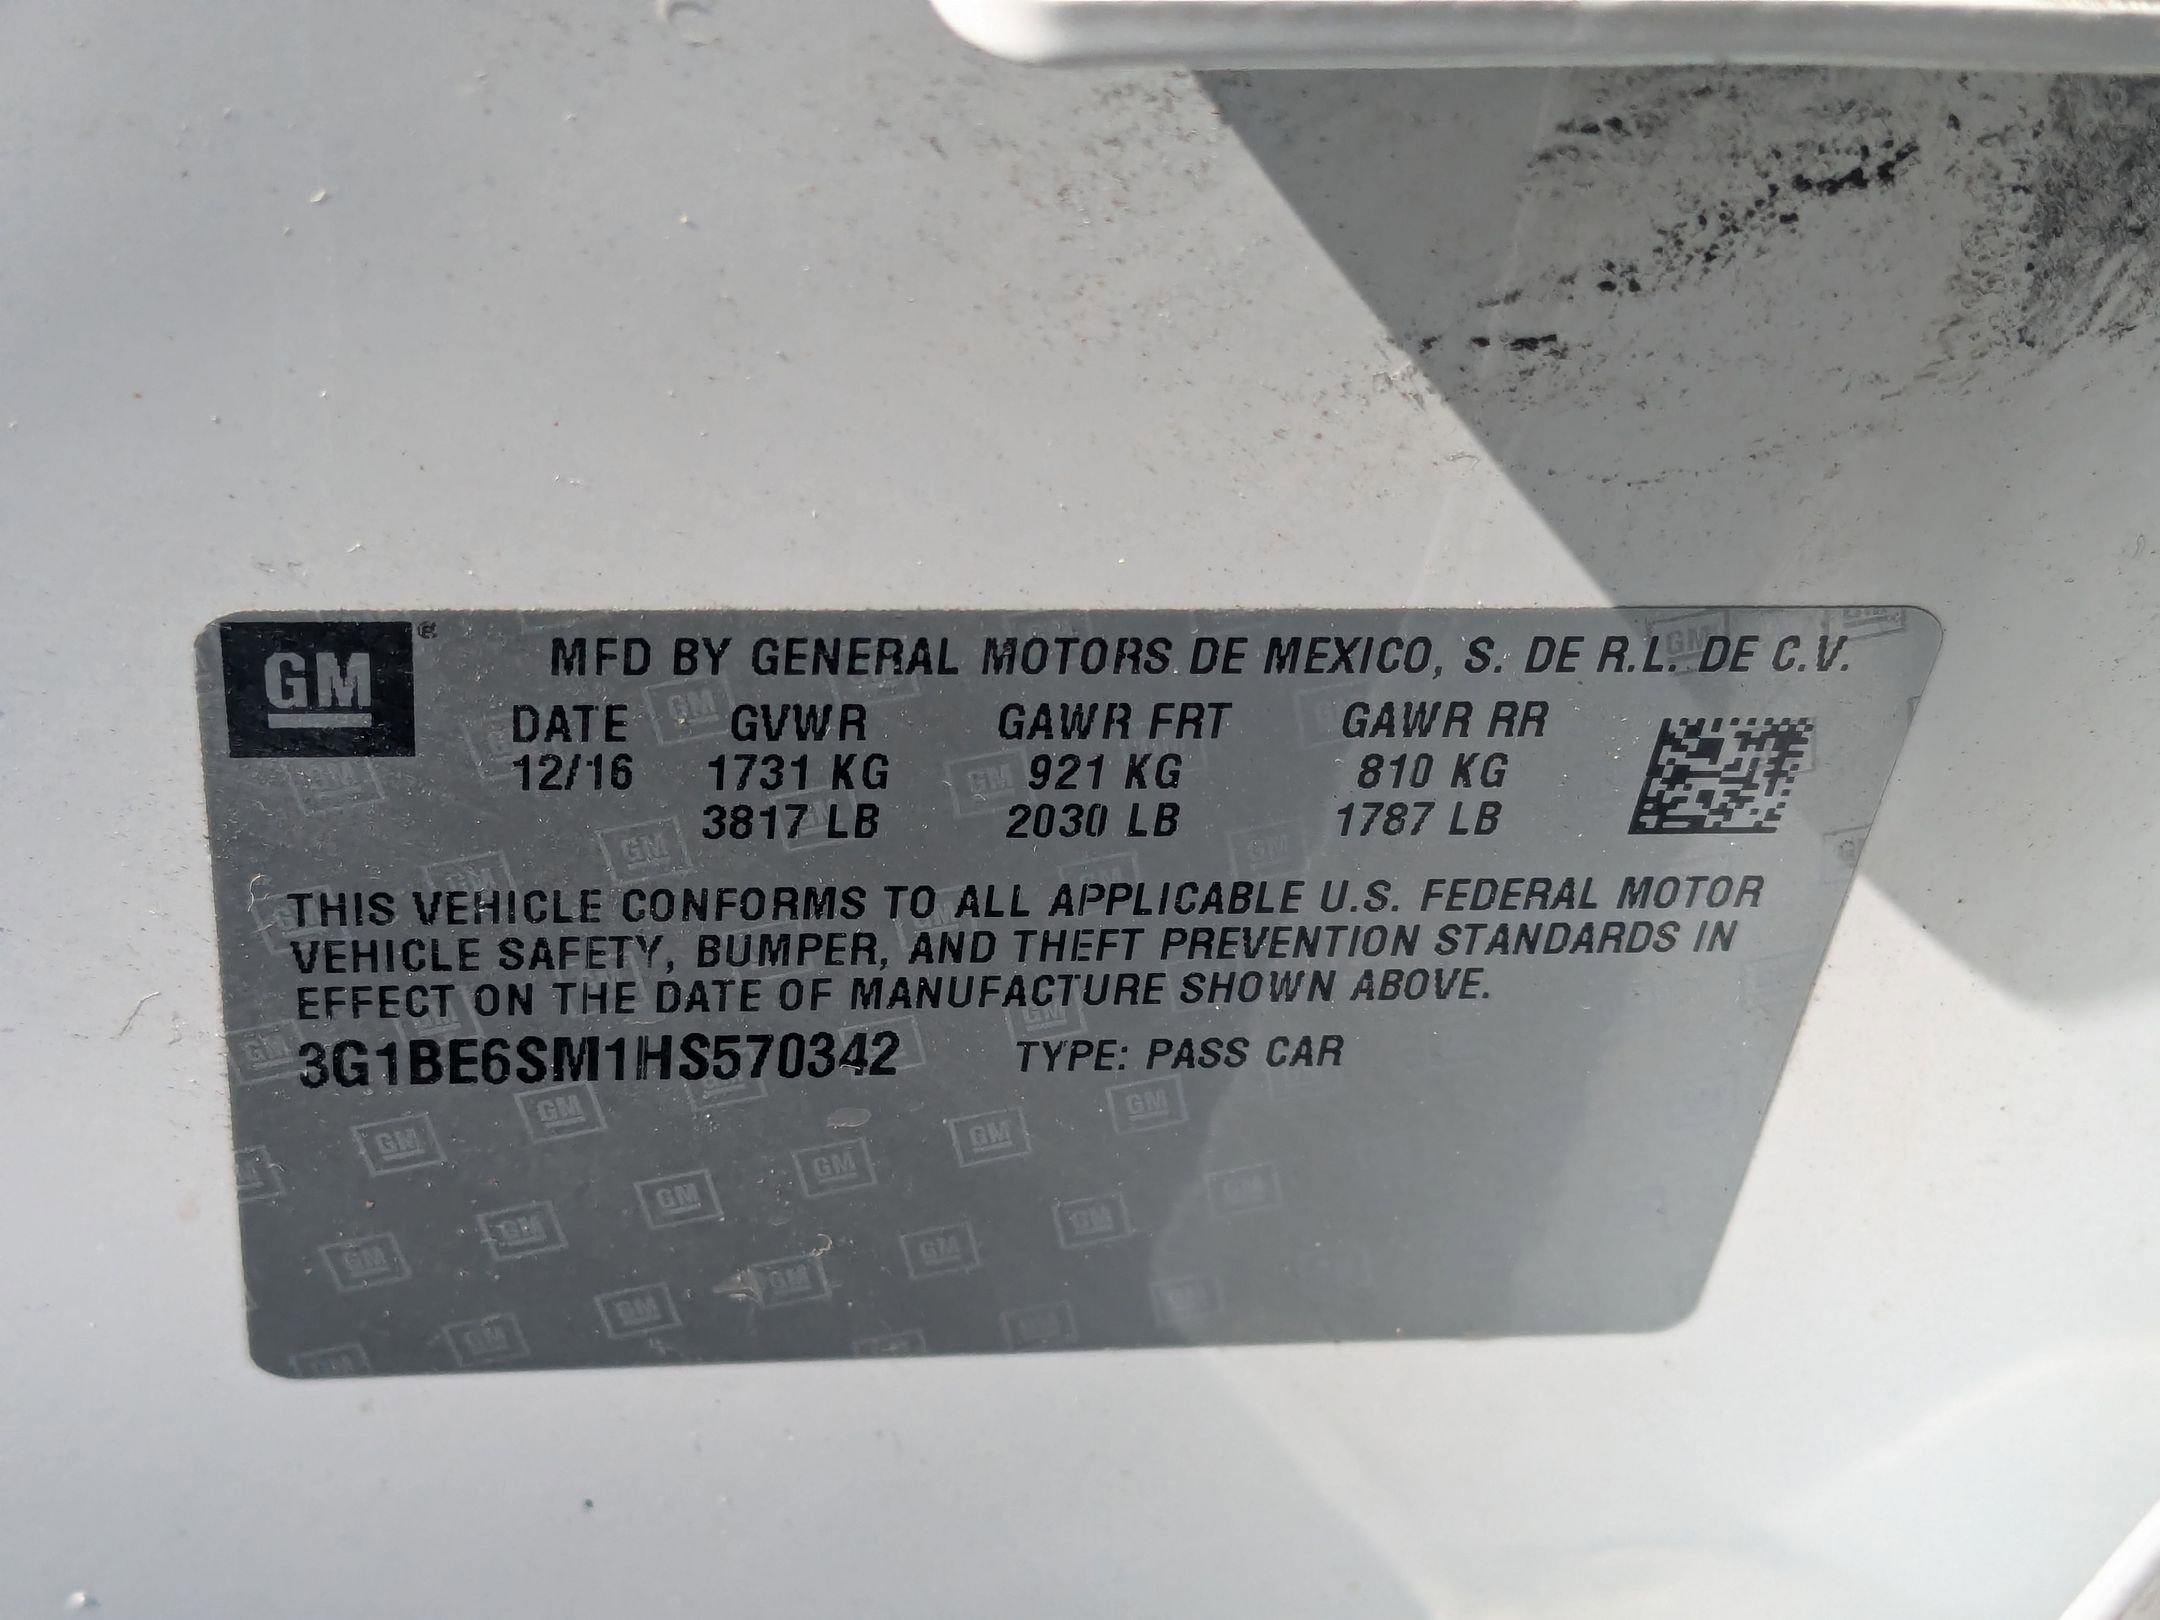 GM ®
MFD BY GENERAL MOTORS DE MEXICO, S. DE R.L. DE C.V.
DATE GVWR GAWR FRT GAWR RR
12/16 1731 KG 921 KG 810 KG
3817 LB 2030 LB 1787 LB
THIS VEHICLE CONFORMS TO ALL APPLICABLE U.S. FEDERAL MOTOR
VEHICLE SAFETY, BUMPER, AND THEFT PREVENTION STANDARDS IN
EFFECT ON THE DATE OF MANUFACTURE SHOWN ABOVE.
3G1BE6SM1HS570342 TYPE: PASS CAR